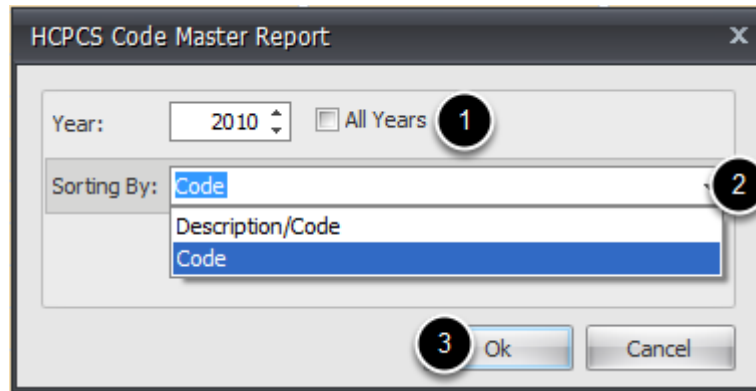 HCPCS Code Master Report x
Year: 2010 All Years 1
Sorting By: Code 2
Description/Code
Code
3 Ok Cancel